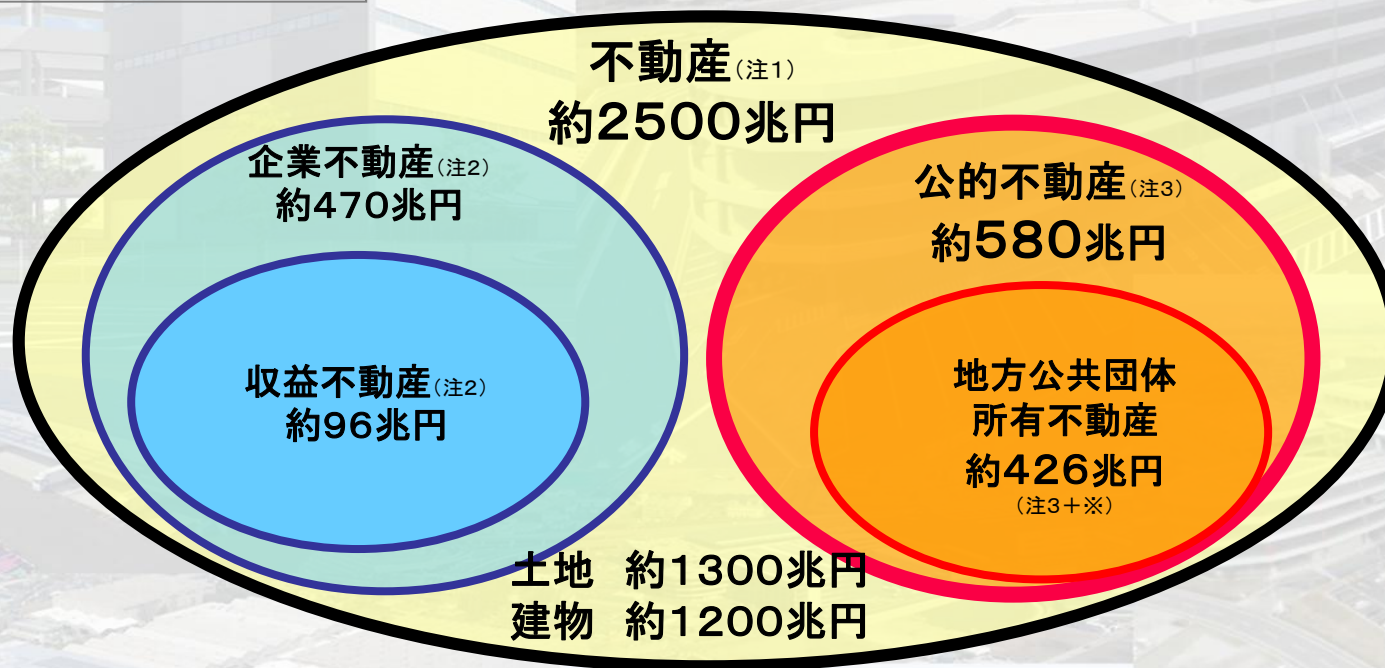 不動産(注1)
約2500兆円
企業不動産(注2)
約470兆円
収益不動産(注2)
約96兆円
公的不動産(注3)
約580兆円
地方公共団体
所有不動産
約426兆円
(注3+※)
土地 約1300兆円
建物 約1200兆円